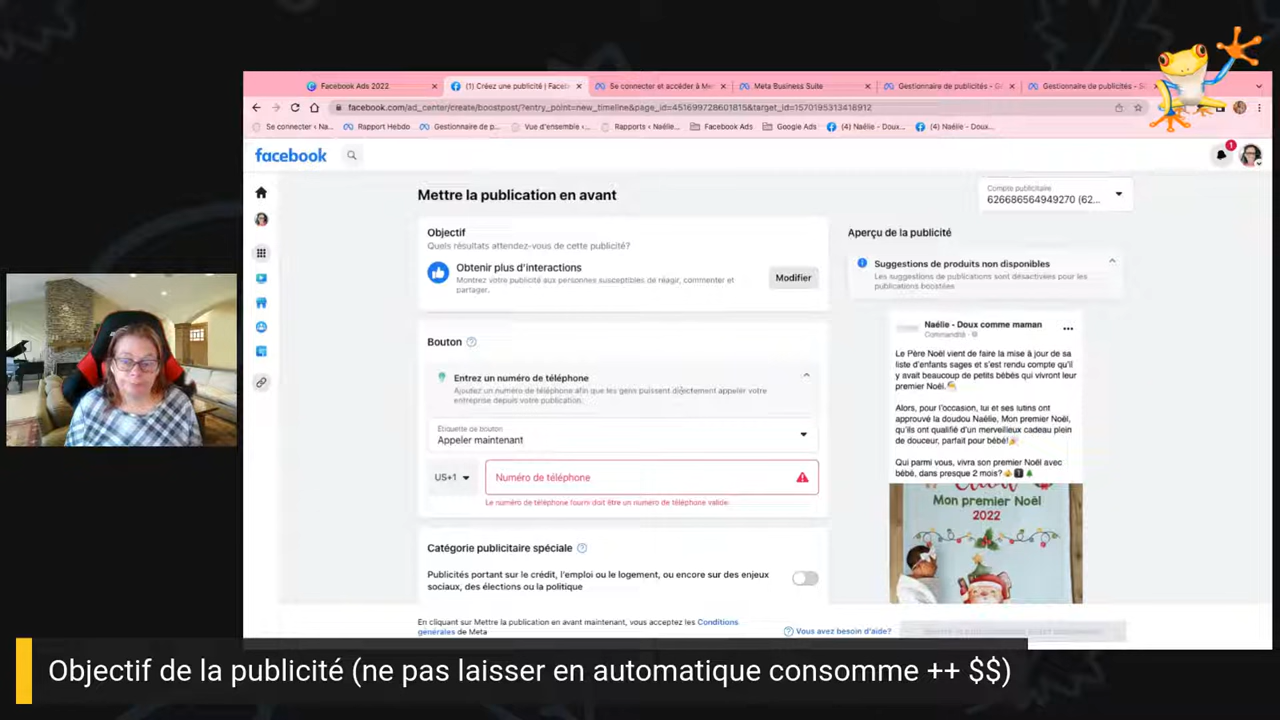 Facebook Ads 2022
(1) Créez une publicité | Facel
Se connecter et accéder à Me
Meta Business Suite
Gestionnaire de publicités - G
Gestionnaire de publicités - S
facebook.com/ad_center/create/boostpost/?entry_point=new_timeline&page_id=451699728601815&target_id=1570195313418912
Se connecter ‹ Na...
Rapport Hebdo
Gestionnaire de p...
Vue d'ensemble ‹...
Rapports ‹ Naëlie...
Facebook Ads
Google Ads
(4) Naélie - Doux...
(4) Naélie - Doux...
facebook
1
Mettre la publication en avant
Compte publicitaire
626686564949270 (62...
Objectif
Quels résultats attendez-vous de cette publicité?
Obtenir plus d'interactions
Montrez votre publicité aux personnes susceptibles de réagir, commenter et
partager.
Modifier
Bouton
Entrez un numéro de téléphone
Ajoutez un numéro de téléphone afin que les gens puissent directement appeler votre
entreprise depuis votre publication.
Étiquette de bouton
Appeler maintenant
US+1
Numéro de téléphone
Le numéro de téléphone fourni doit être un numéro de téléphone valide.
Catégorie publicitaire spéciale
Publicités portant sur le crédit, l'emploi ou le logement, ou encore sur des enjeux
sociaux, des élections ou la politique
En cliquant sur Mettre la publication en avant maintenant, vous acceptez les Conditions
générales de Meta
Vous avez besoin d'aide?
Aperçu de la publicité
Suggestions de produits non disponibles
Les suggestions de publications sont désactivées pour les
publications boostées
Naélie - Doux comme maman
Commandité
Le Père Noël vient de faire la mise à jour de sa
liste d'enfants sages et s'est rendu compte qu'il
y avait beaucoup de petits bébés qui vivront leur
premier Noël.
Alors, pour l'occasion, lui et ses lutins ont
approuvé la doudou Naélie, Mon premier Noël,
qu'ils ont qualifié d'un merveilleux cadeau plein
de douceur, parfait pour bébé!
Qui parmi vous, vivra son premier Noël avec
bébé, dans presque 2 mois?
Mon premier Noël
2022
Objectif de la publicité (ne pas laisser en automatique consomme ++ $$)